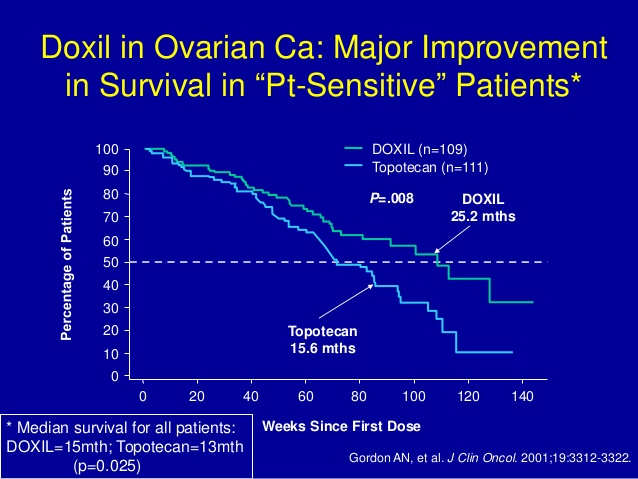 Doxil in Ovarian Ca: Major Improvement
in Survival in “Pt-Sensitive” Patients*
DOXIL (n=109)
Topotecan (n=111)
P=.008
DOXIL
25.2 mths
Percentage of Patients
100
90
80
70
60
50
40
30
20
10
0
Topotecan
15.6 mths
0 20 40 60 80 100 120 140
Weeks Since First Dose
* Median survival for all patients:
DOXIL=15mth; Topotecan=13mth
(p=0.025)
Gordon AN, et al. J Clin Oncol. 2001;19:3312-3322.